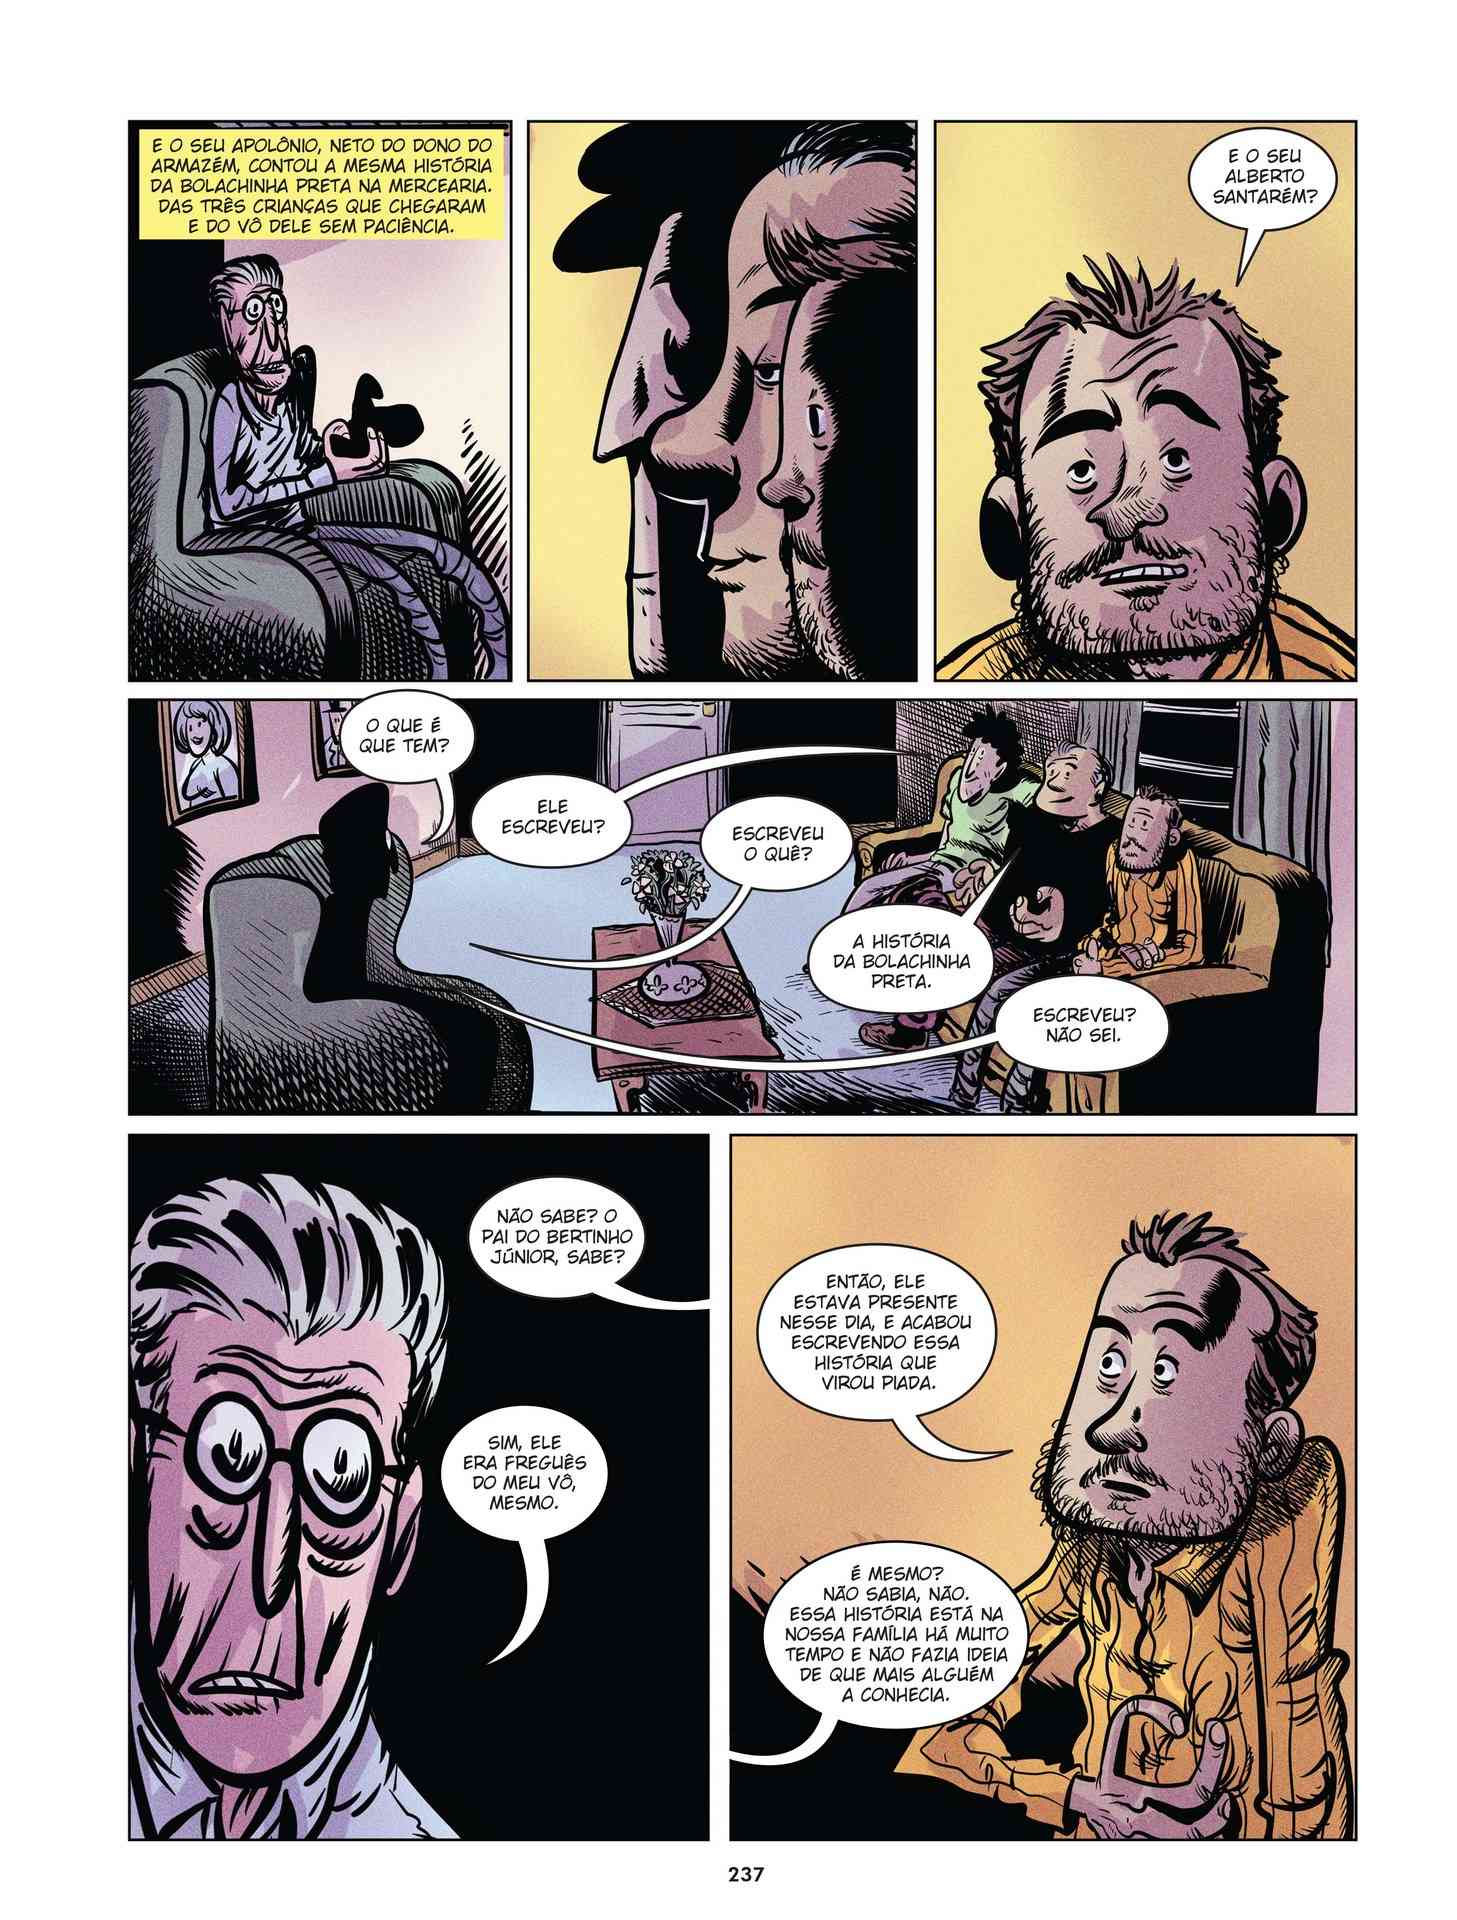 E O SEU APOLÔNIO, NETO DO DONO DO
ARMAZÉM, CONTOU A MESMA HISTÓRIA
DA BOLACHINHA PRETA NA MERCEARIA.
DAS TRÊS CRIANÇAS QUE CHEGARAM
E DO VÔ DELE SEM PACIÊNCIA.
E O SEU
ALBERTO
SANTARÉM?
O QUE É
QUE TEM?
ELE
ESCREVEU?
ESCREVEU
O QUÊ?
A HISTÓRIA
DA BOLACHINHA
PRETA.
ESCREVEU?
NÃO SEI.
NÃO SABE? O
PAI DO BERTINHO
JÚNIOR, SABE?
SIM, ELE
ERA FREGUÊS
DO MEU VÔ,
MESMO.
ENTÃO, ELE
ESTAVA PRESENTE
NESSE DIA, E ACABOU
ESCREVENDO ESSA
HISTÓRIA QUE
VIROU PIADA.
É MESMO?
NÃO SABIA, NÃO.
ESSA HISTÓRIA ESTÁ NA
NOSSA FAMÍLIA HÁ MUITO
TEMPO E NÃO FAZIA IDEIA
DE QUE MAIS ALGUÉM
A CONHECIA.
237